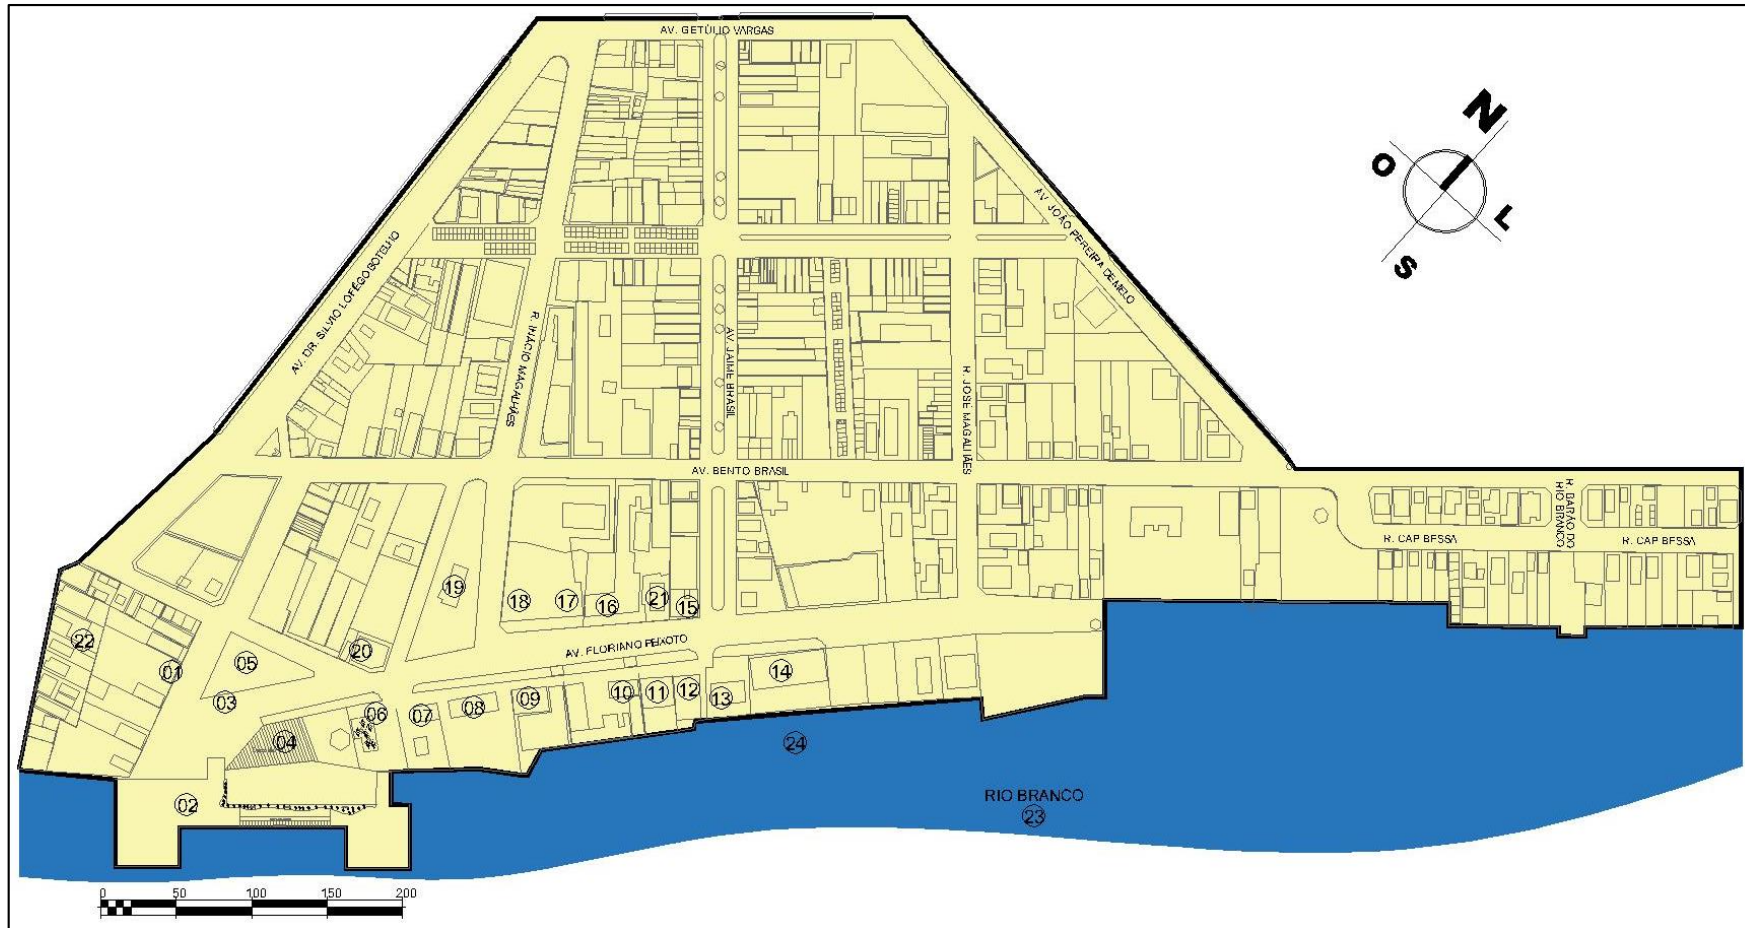 AV. GETÚLIO VARGAS
N
O
L
S
AV. JOÃO PEREIRA DE MELO
AV. DR. SILVIO LOFÊGO BOTELHO
R. INÁCIO MAGALHÃES
AV. JAIME BRASIL
R. JOSÉ MAGALHÃES
AV. BENTO BRASIL
R. BARÃO DO
RIO BRANCO
R. CAP BESSA
R. CAP BESSA
19
18
17
16
21
15
22
01
05
20
AV. FLORIANO PEIXOTO
03
06
07
08
09
10
11
12
13
14
04
24
02
RIO BRANCO
23
0 50 100 150 200